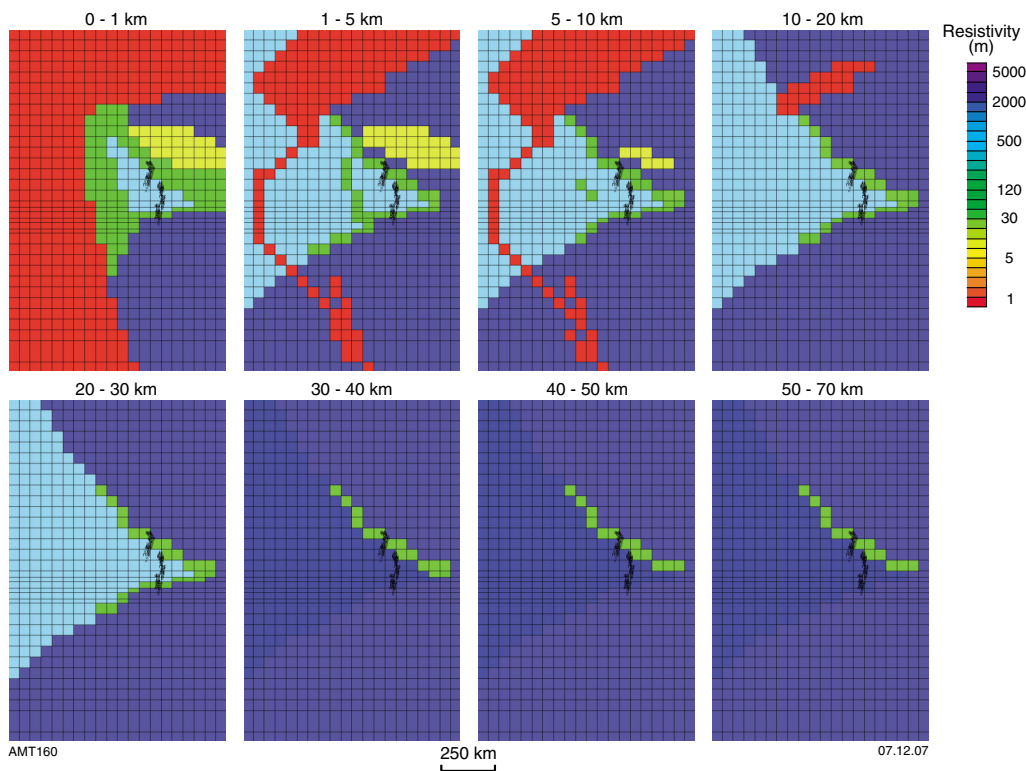 0 - 1 km
1 - 5 km
5 - 10 km
10 - 20 km
Resistivity
(m)
5000
2000
500
120
30
5
1
20 - 30 km
30 - 40 km
40 - 50 km
50 - 70 km
AMT160
250 km
07.12.07